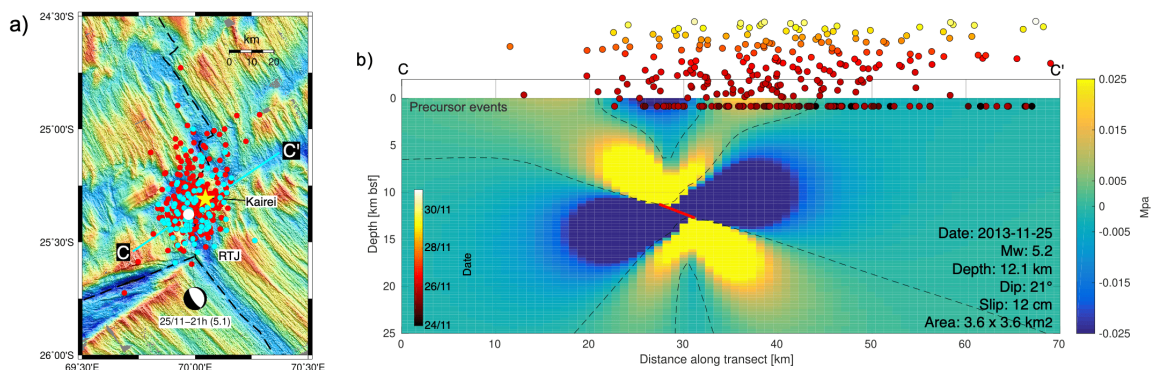 a)
24°30'S
25°00'S
25°30'S
26°00'S
69°30'E
70°00'E
70°30'E
km
0 10 20
C'
Kairei
C
RTJ
25/11–21h (5.1)
b)
C
C'
Precursor events
0
5
10
15
20
25
Depth [km bsf]
30/11
28/11
26/11
24/11
Date
Date: 2013-11-25
Mw: 5.2
Depth: 12.1 km
Dip: 21°
Slip: 12 cm
Area: 3.6 x 3.6 km2
0 10 20 30 40 50 60 70
Distance along transect [km]
0.025
0.015
0.005
0
-0.005
-0.015
-0.025
Mpa